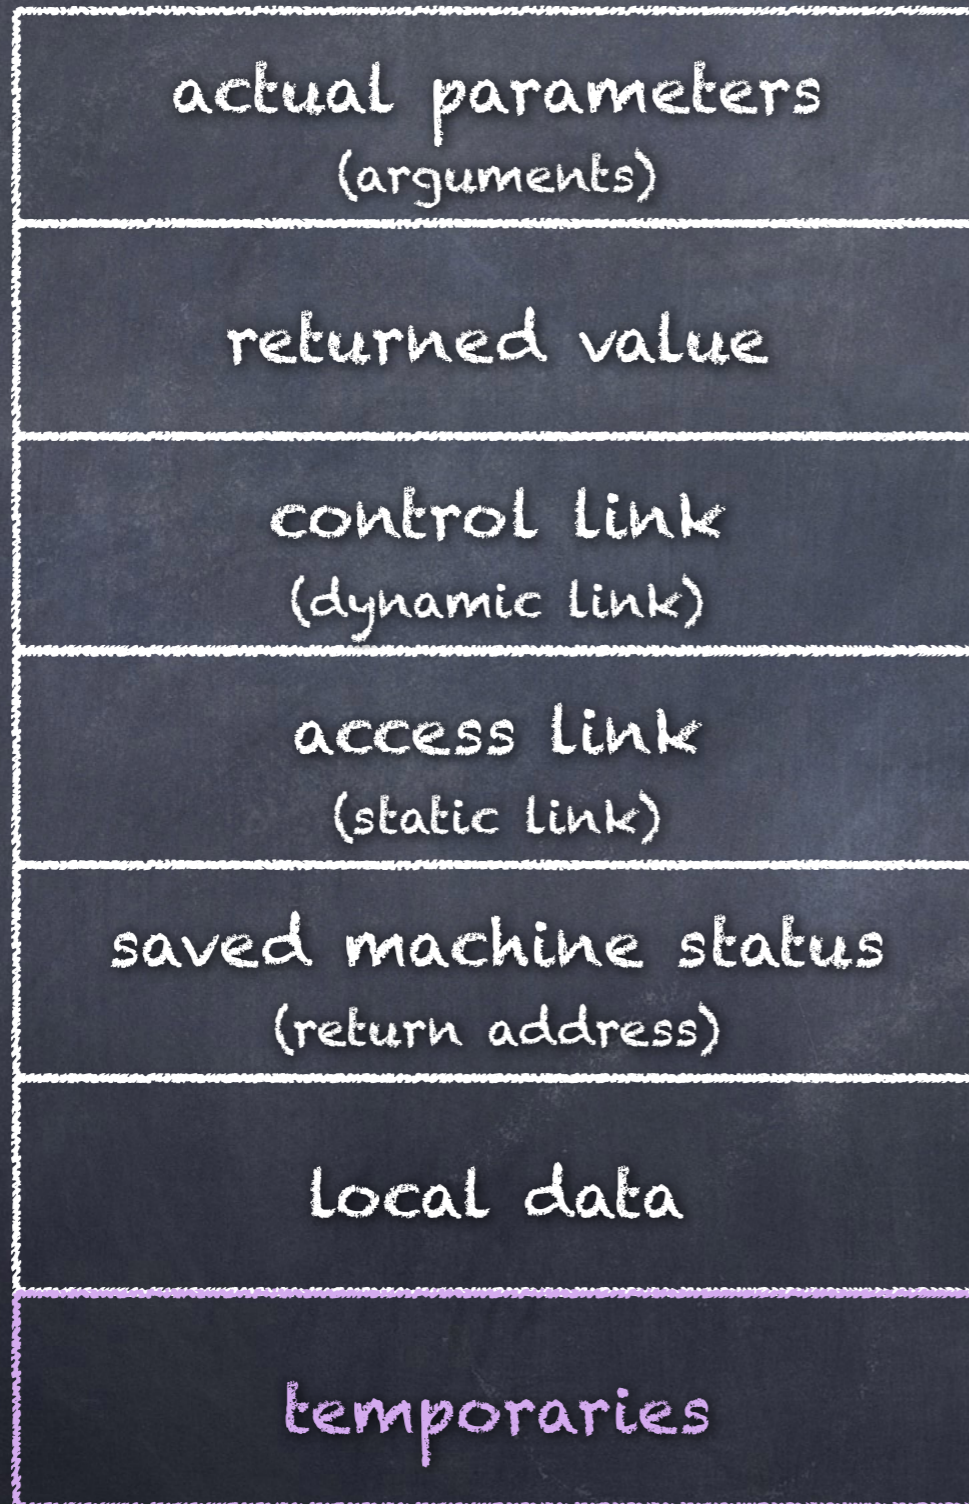 actual parameters
(arguments)
returned value
control link
(dynamic link)
access link
(static link)
saved machine status
(return address)
local data
temporaries